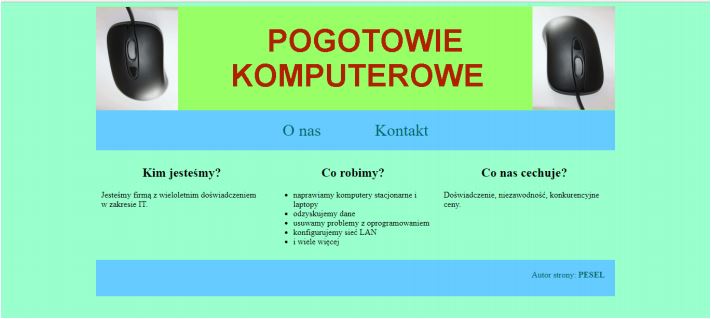 POGOTOWIE
KOMPUTEROWE
O nas Kontakt
Kim jesteśmy?
Jesteśmy firmą z wieloletnim doświadczeniem
w zakresie IT.
Co robimy?
naprawiamy komputery stacjonarne i
laptopy
odzyskujemy dane
usuwamy problemy z oprogramowaniem
konfigurujemy sieć LAN
i wiele więcej
Co nas cechuje?
Doświadczenie, niezawodność, konkurencyjne
ceny.
Autor strony: PESEL